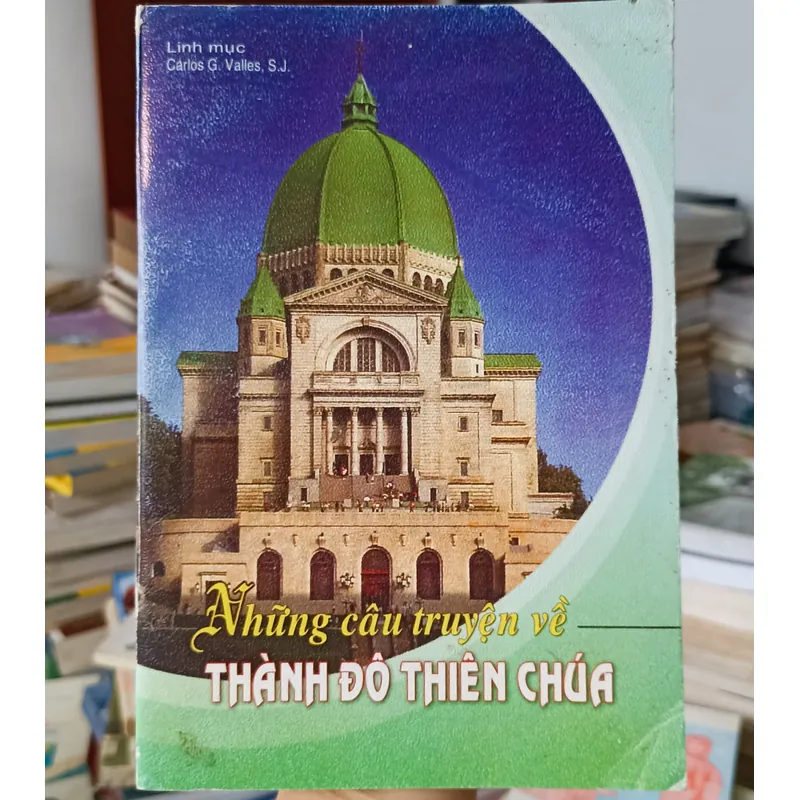 Linh mục
Carlos G. Valles, S.J.
Những câu truyện về
THÀNH ĐÔ THIÊN CHÚA